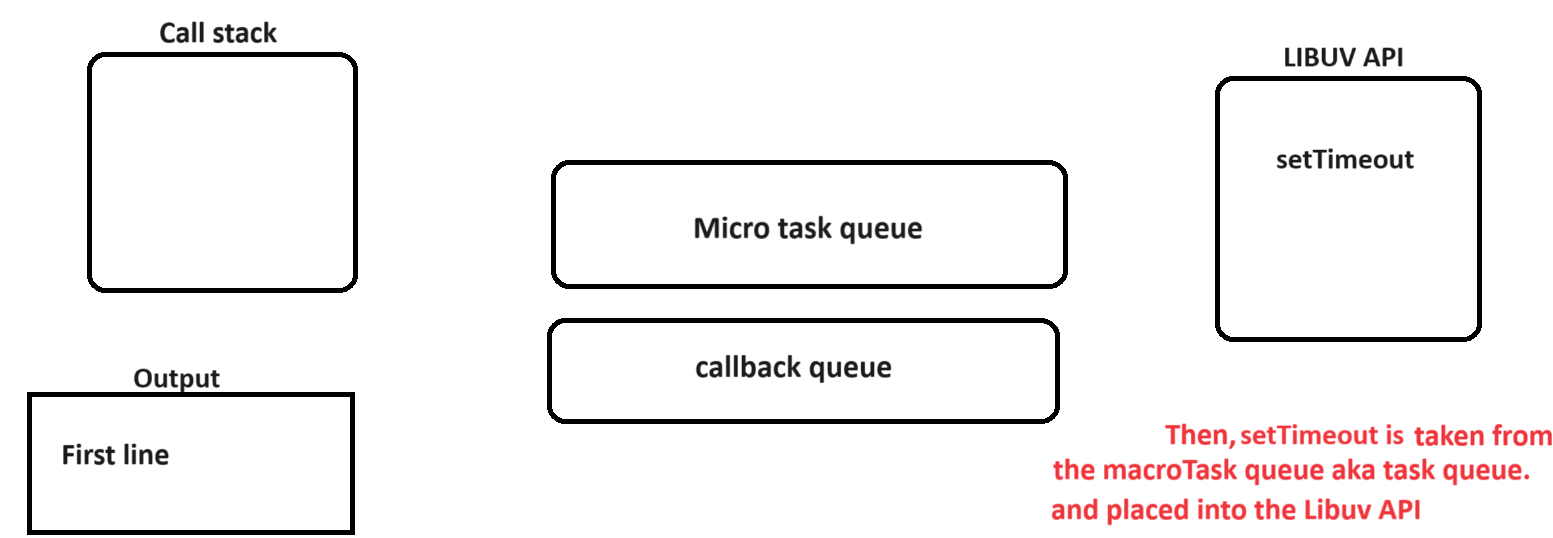 Call stack
LIBUV API
setTimeout
Micro task queue
callback queue
Output
First line
Then, setTimeout is taken from
the macroTask queue aka task queue.
and placed into the Libuv API